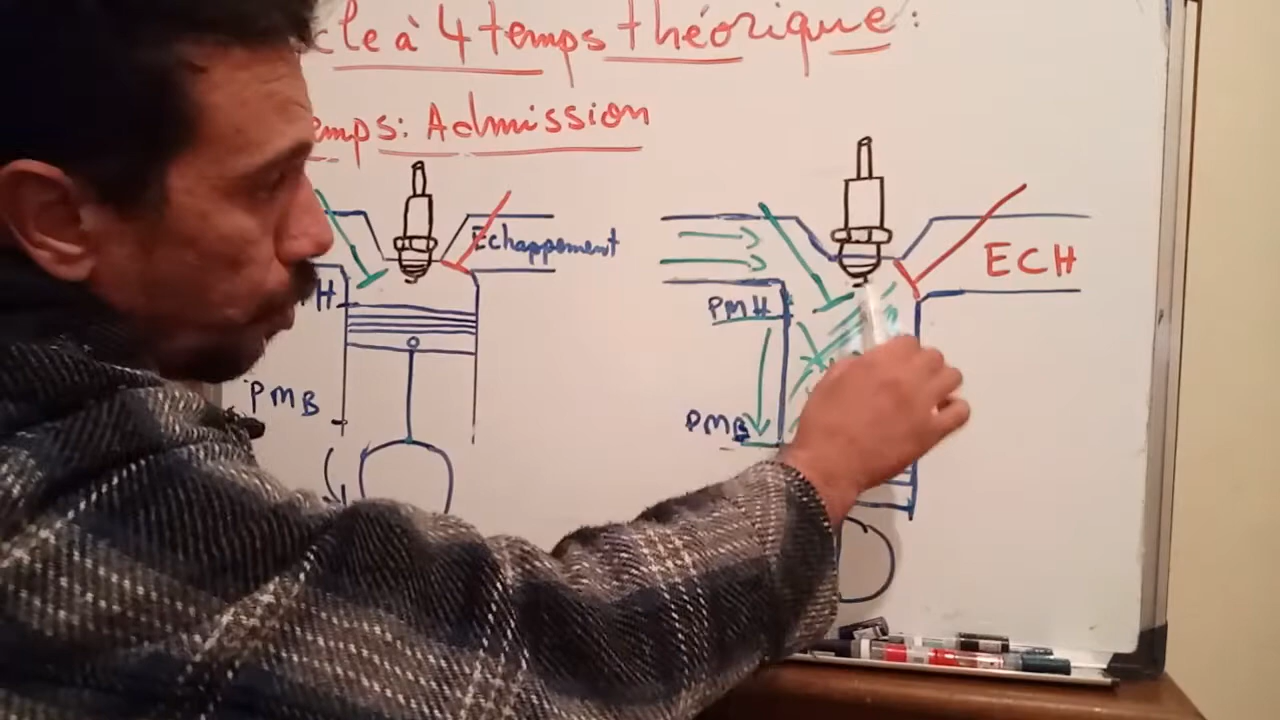 cle à 4 temps théorique :
emps : Admission
Echappement
ECH
H
PMH
PMB
PMB